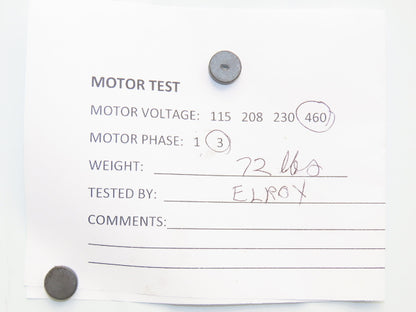 MOTOR TEST
MOTOR VOLTAGE: 115 208 230 460
MOTOR PHASE: 1 3
WEIGHT: 72 lbs
TESTED BY: ELROY
COMMENTS: